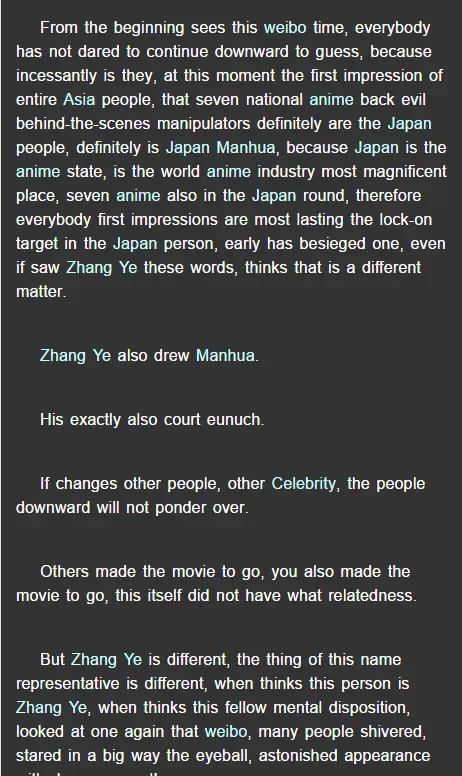 From the beginning sees this weibo time, everybody
has not dared to continue downward to guess, because
incessantly is they, at this moment the first impression of
entire Asia people, that seven national anime back evil
behind-the-scenes manipulators definitely are the Japan
people, definitely is Japan Manhua, because Japan is the
anime state, is the world anime industry most magnificent
place, seven anime also in the Japan round, therefore
everybody first impressions are most lasting the lock-on
target in the Japan person, early has besieged one, even
if saw Zhang Ye these words, thinks that is a different
matter.
Zhang Ye also drew Manhua.
His exactly also court eunuch.
If changes other people, other Celebrity, the people
downward will not ponder over.
Others made the movie to go, you also made the
movie to go, this itself did not have what relatedness.
But Zhang Ye is different, the thing of this name
representative is different, when thinks this person is
Zhang Ye, when thinks this fellow mental disposition,
looked at one again that weibo, many people shivered,
stared in a big way the eyeball, astonished appearance